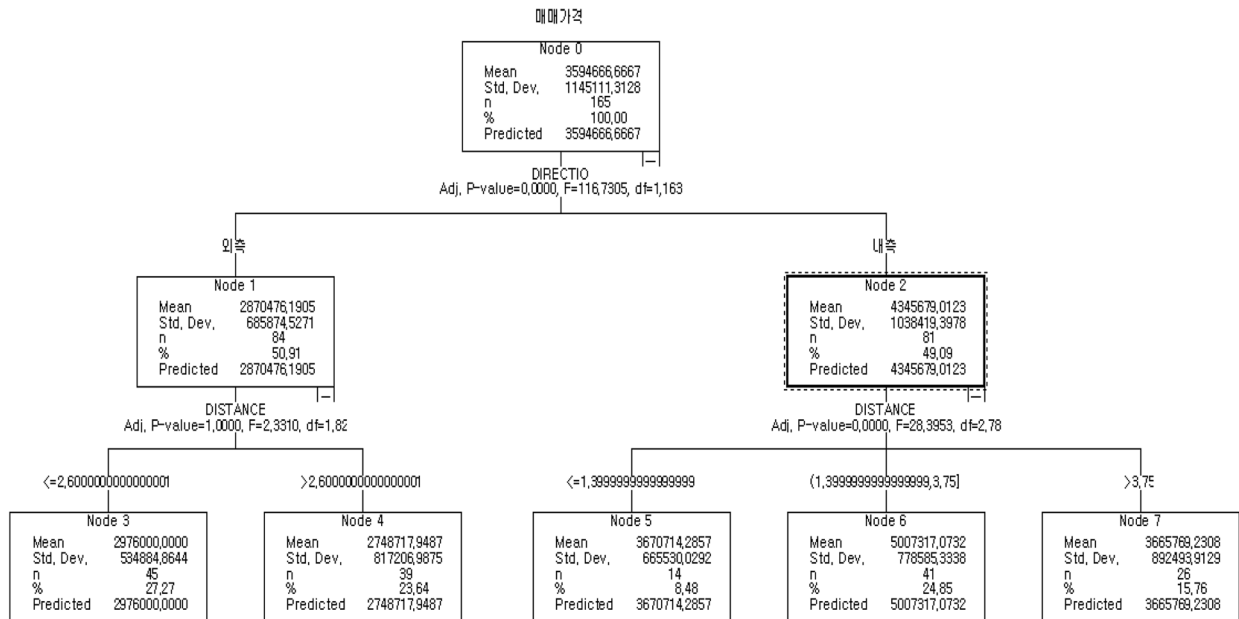 매매가격
Node 0
Mean 3594666,6667
Std, Dev, 1145111,3128
n 165
% 100,00
Predicted 3594666,6667
DIRECTIO
Adj, P-value=0,0000, F=116,7305, df=1,163
외측
내측
Node 1
Mean 2870476,1905
Std, Dev, 685874,5271
n 84
% 50,91
Predicted 2870476,1905
Node 2
Mean 4345679,0123
Std, Dev, 1038419,3978
n 81
% 49,09
Predicted 4345679,0123
DISTANCE
Adj, P-value=1,0000, F=2,3310, df=1,82
DISTANCE
Adj, P-value=0,0000, F=28,3953, df=2,78
<=2,6000000000000001
>2,6000000000000001
<=1,3999999999999999
(1,3999999999999999,3,75]
>3,75
Node 3
Mean 2976000,0000
Std, Dev, 534884,8644
n 45
% 27,27
Predicted 2976000,0000
Node 4
Mean 2748717,9487
Std, Dev, 817206,9875
n 39
% 23,64
Predicted 2748717,9487
Node 5
Mean 3670714,2857
Std, Dev, 665530,0292
n 14
% 8,48
Predicted 3670714,2857
Node 6
Mean 5007317,0732
Std, Dev, 778585,3338
n 41
% 24,85
Predicted 5007317,0732
Node 7
Mean 3665769,2308
Std, Dev, 892493,9129
n 26
% 15,76
Predicted 3665769,2308